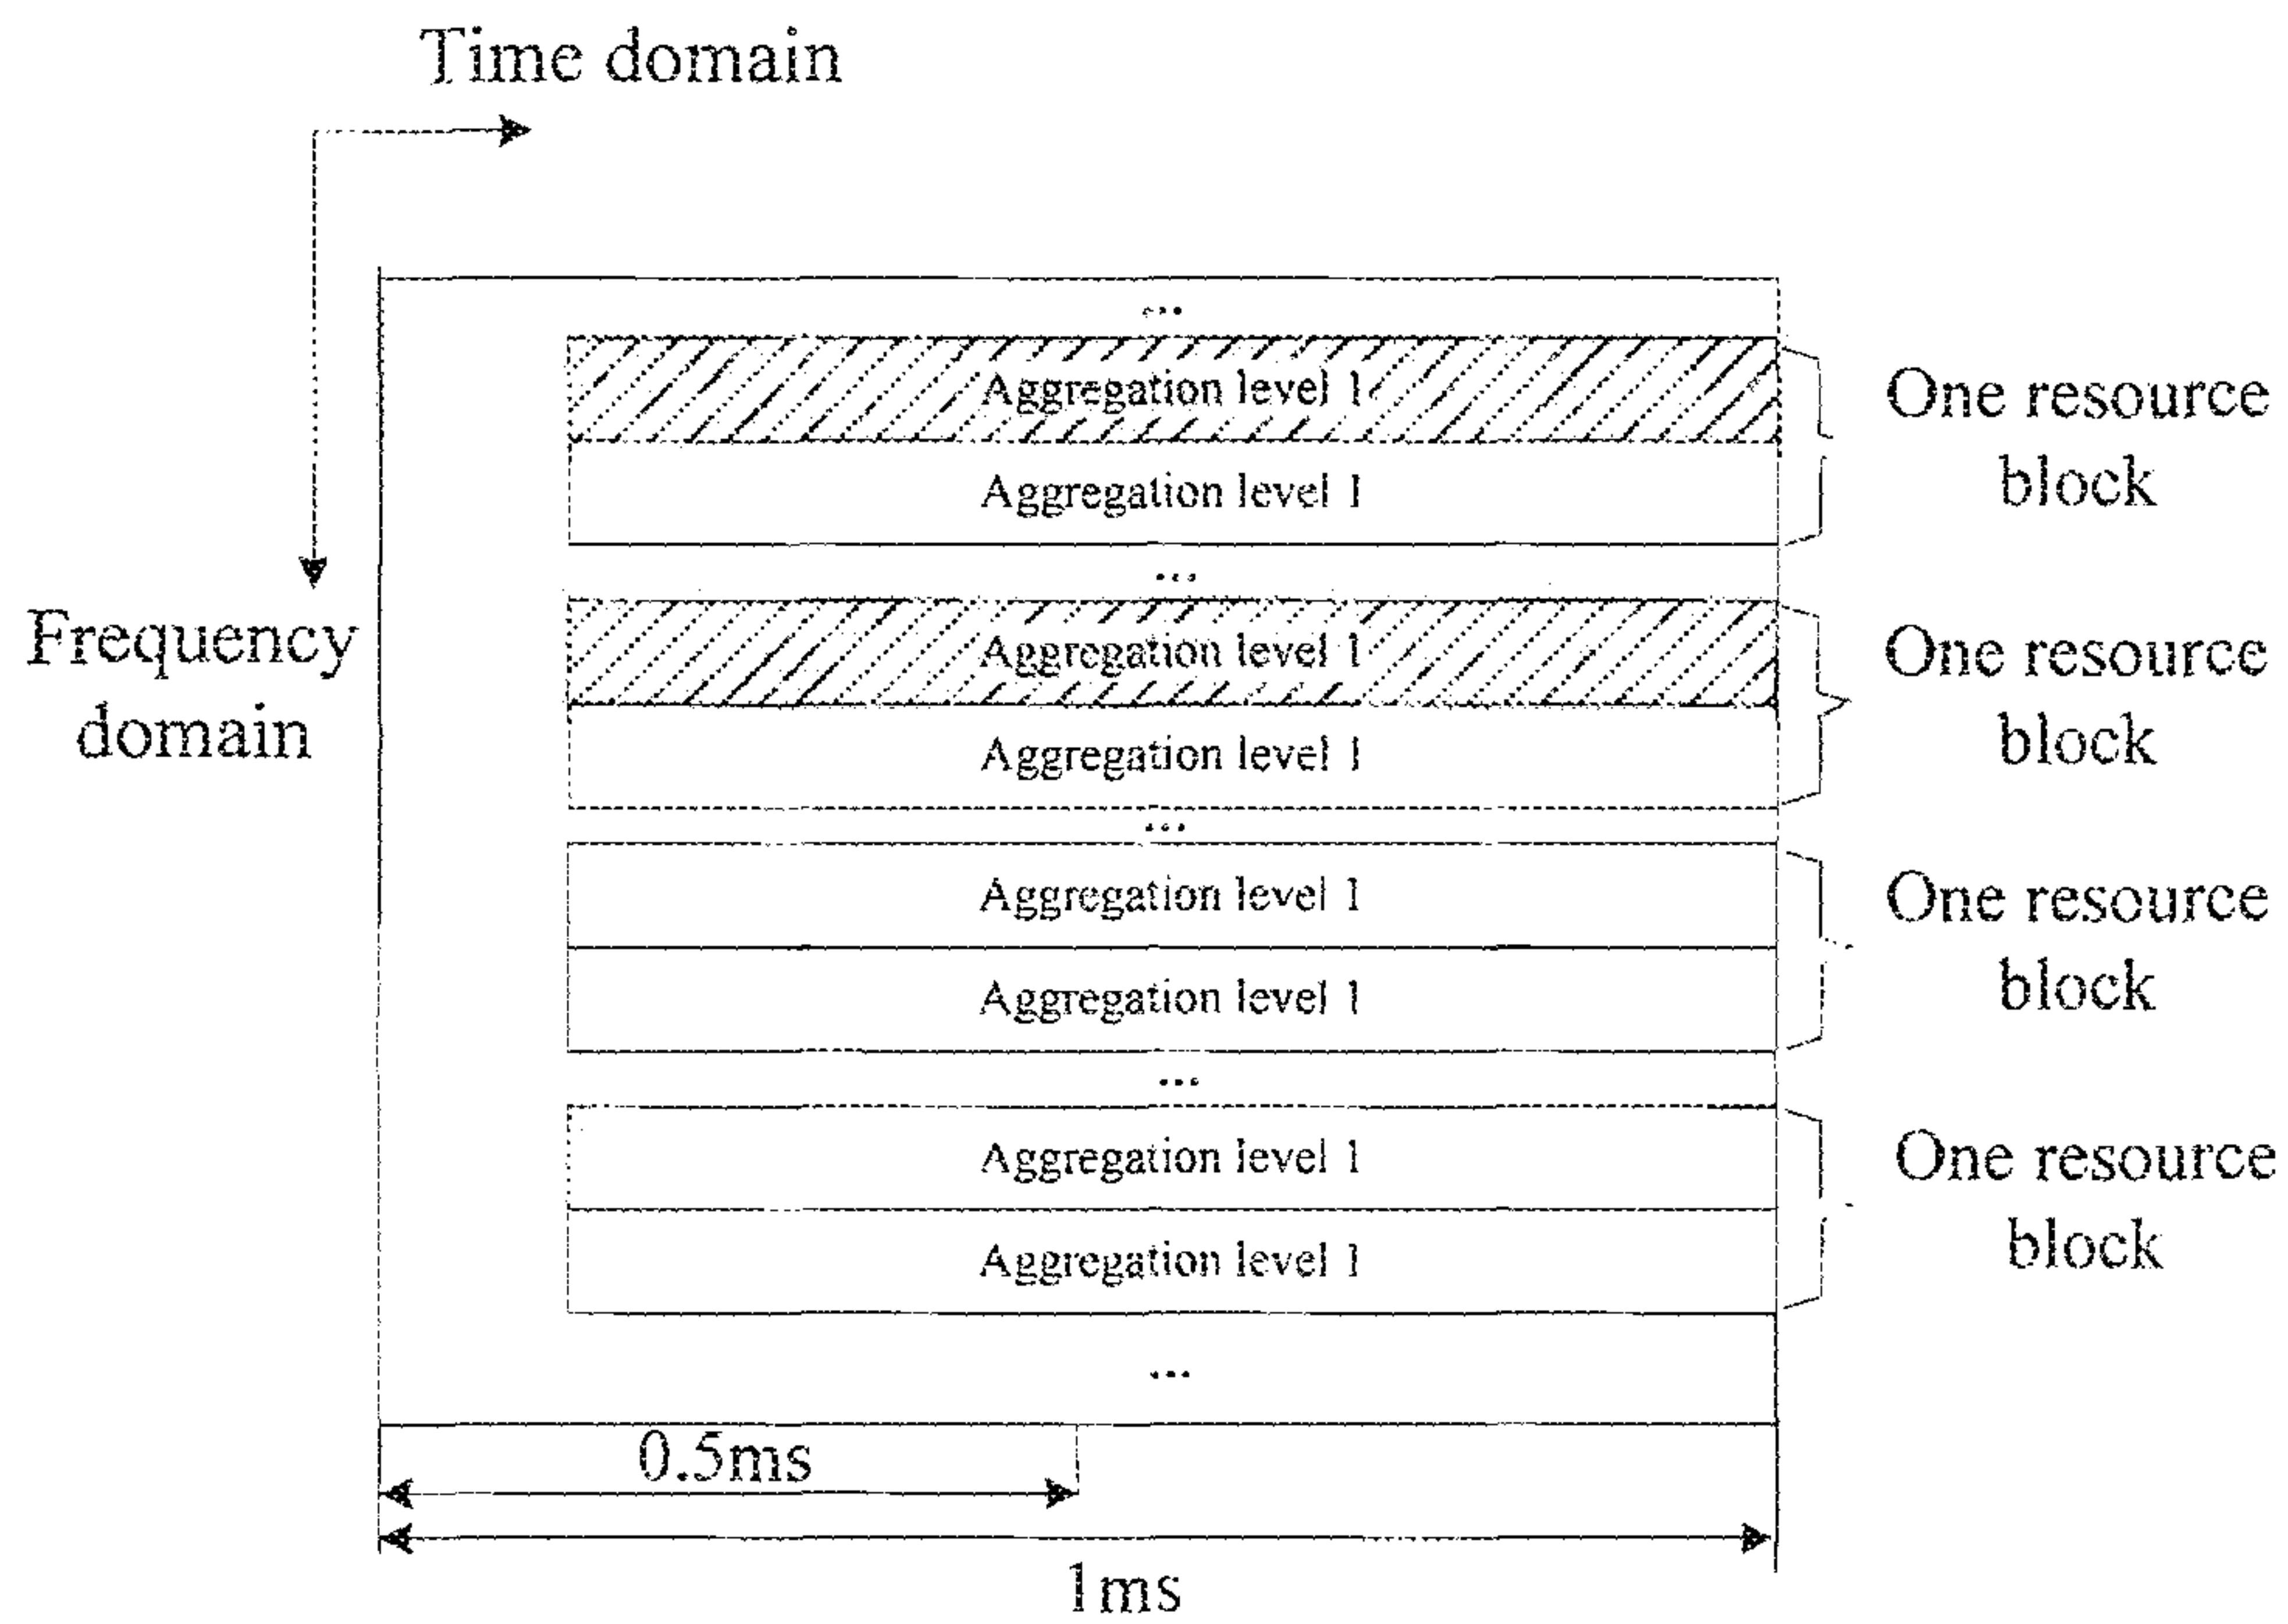 Time domain
...
Aggregation level 1
Aggregation level 1
One resource
block
...
Frequency
domain
Aggregation level 1
Aggregation level 1
One resource
block
...
Aggregation level 1
Aggregation level 1
One resource
block
...
Aggregation level 1
Aggregation level 1
One resource
block
...
0.5ms
1ms